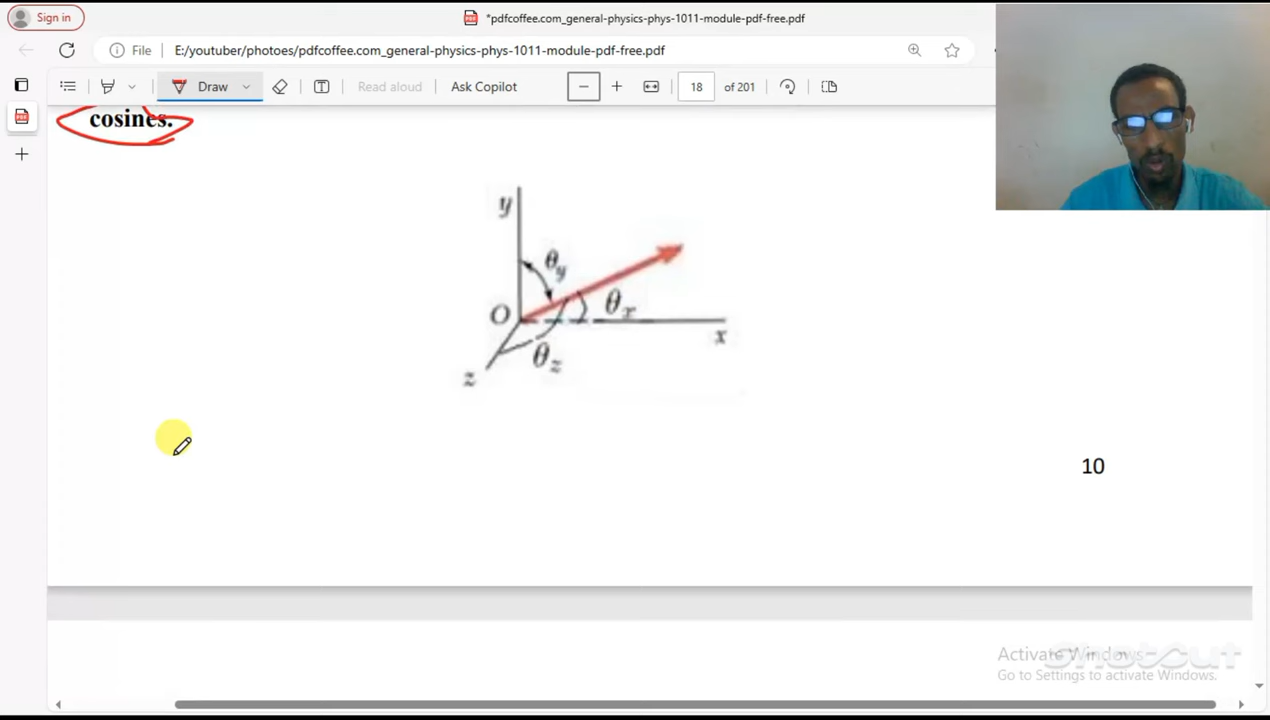 Sign in
*pdfcoffee.com_general-physics-phys-1011-module-pdf-free.pdf
File
E:/youtuber/photoes/pdfcoffee.com_general-physics-phys-1011-module-pdf-free.pdf
Draw
Read aloud
Ask Copilot
18 of 201
cosines.
y
θy
O
θx
x
θz
z
10
Activate Windows
Shotcut
Go to Settings to activate Windows.